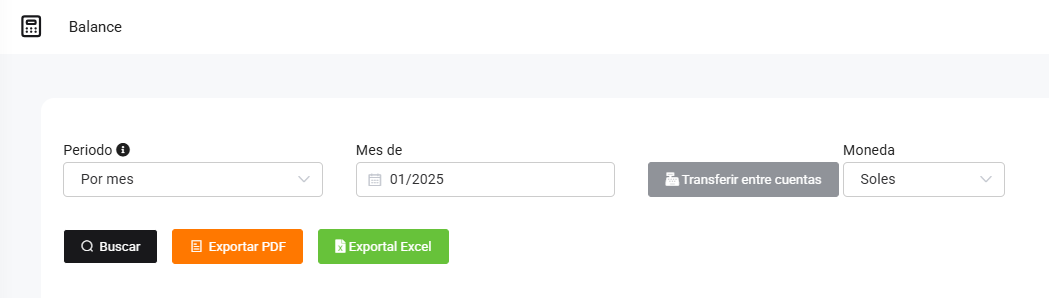 Balance
Periodo
Mes de
Moneda
Por mes
01/2025
Transferir entre cuentas
Soles
Buscar
Exportar PDF
Exportal Excel